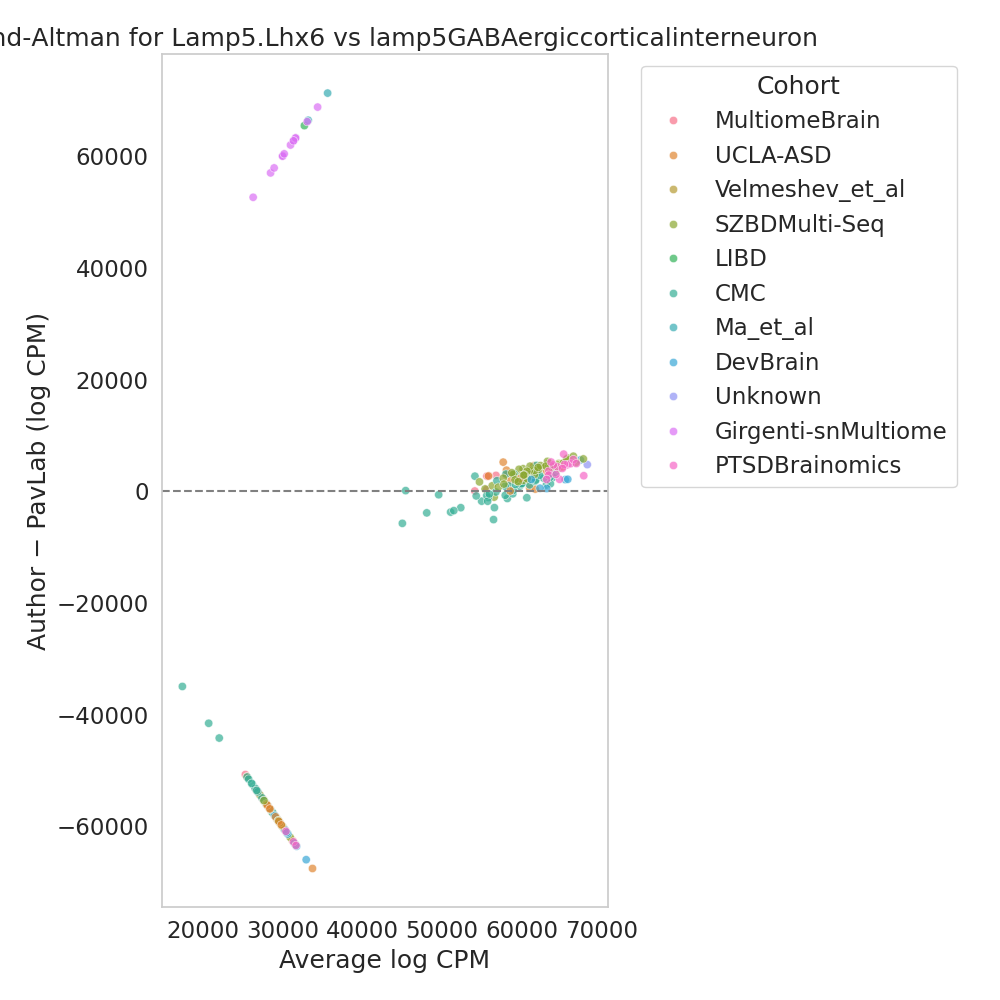 nd-Altman for Lamp5.Lhx6 vs lamp5GABAergiccorticalinterneuron
Cohort
MultiomeBrain
UCLA-ASD
Velmeshev_et_al
SZBDMulti-Seq
LIBD
CMC
Ma_et_al
DevBrain
Unknown
Girgenti-snMultiome
PTSDBrainomics
Author − PavLab (log CPM)
60000
40000
20000
0
−20000
−40000
−60000
20000 30000 40000 50000 60000 70000
Average log CPM